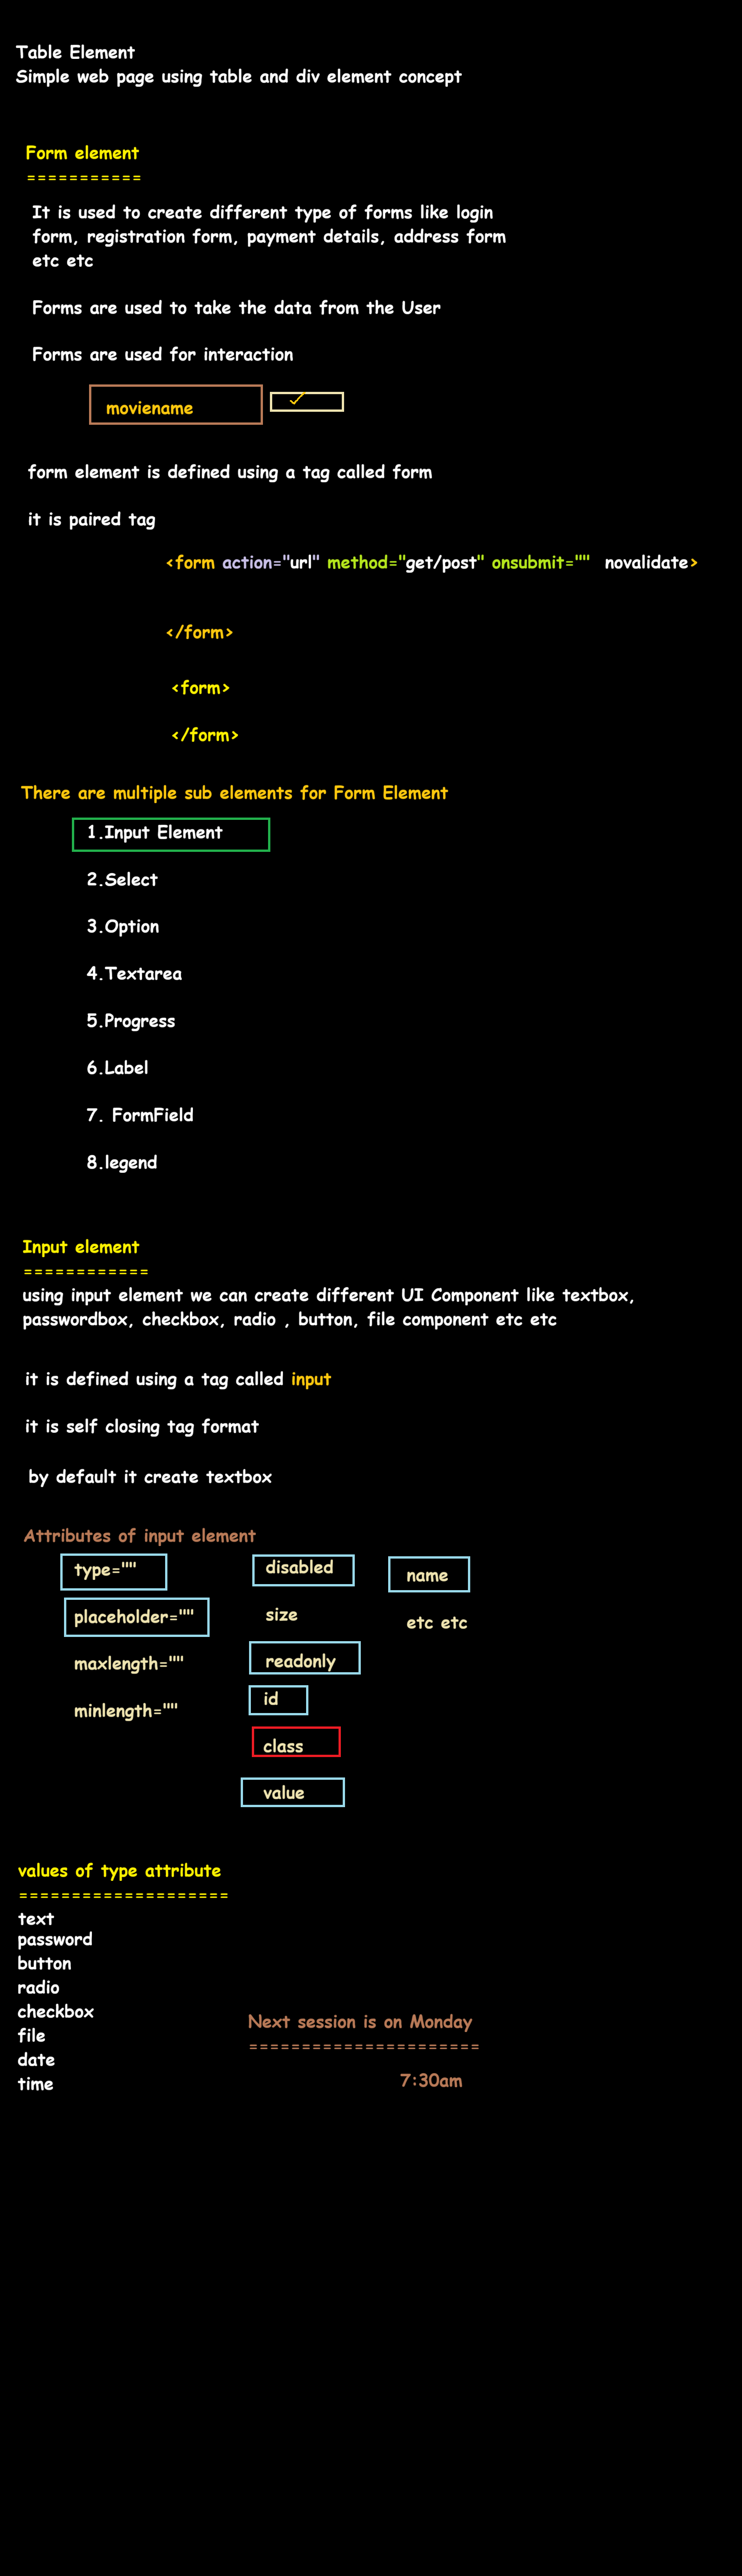 Table Element
Simple web page using table and div element concept
Form element
===========
It is used to create different type of forms like login
form, registration form, payment details, address form
etc etc
Forms are used to take the data from the User
Forms are used for interaction
moviename
form element is defined using a tag called form
it is paired tag
<form action="url" method="get/post" onsubmit="" novalidate>
</form>
<form>
</form>
There are multiple sub elements for Form Element
1.Input Element
2.Select
3.Option
4.Textarea
5.Progress
6.Label
7. FormField
8.legend
Input element
============
using input element we can create different UI Component like textbox,
passwordbox, checkbox, radio , button, file component etc etc
it is defined using a tag called input
it is self closing tag format
by default it create textbox
Attributes of input element
type="" disabled name
placeholder="" size etc etc
maxlength="" readonly
minlength="" id
class
value
values of type attribute
====================
text
password
button
radio
checkbox
file
date
time
Next session is on Monday
======================
7:30am